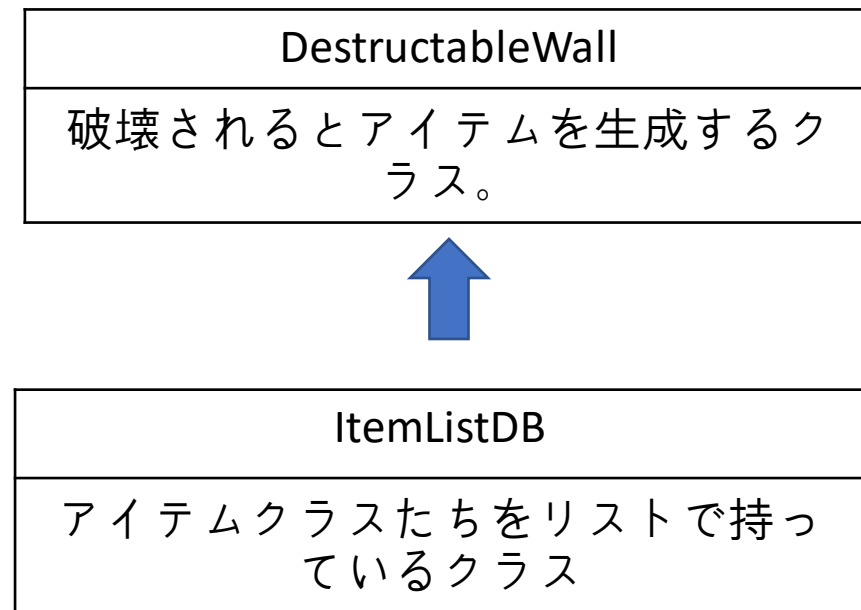 DestructableWall
破壊されるとアイテムを生成するク
ラス。
ItemListDB
アイテムクラスたちをリストで持っ
ているクラス